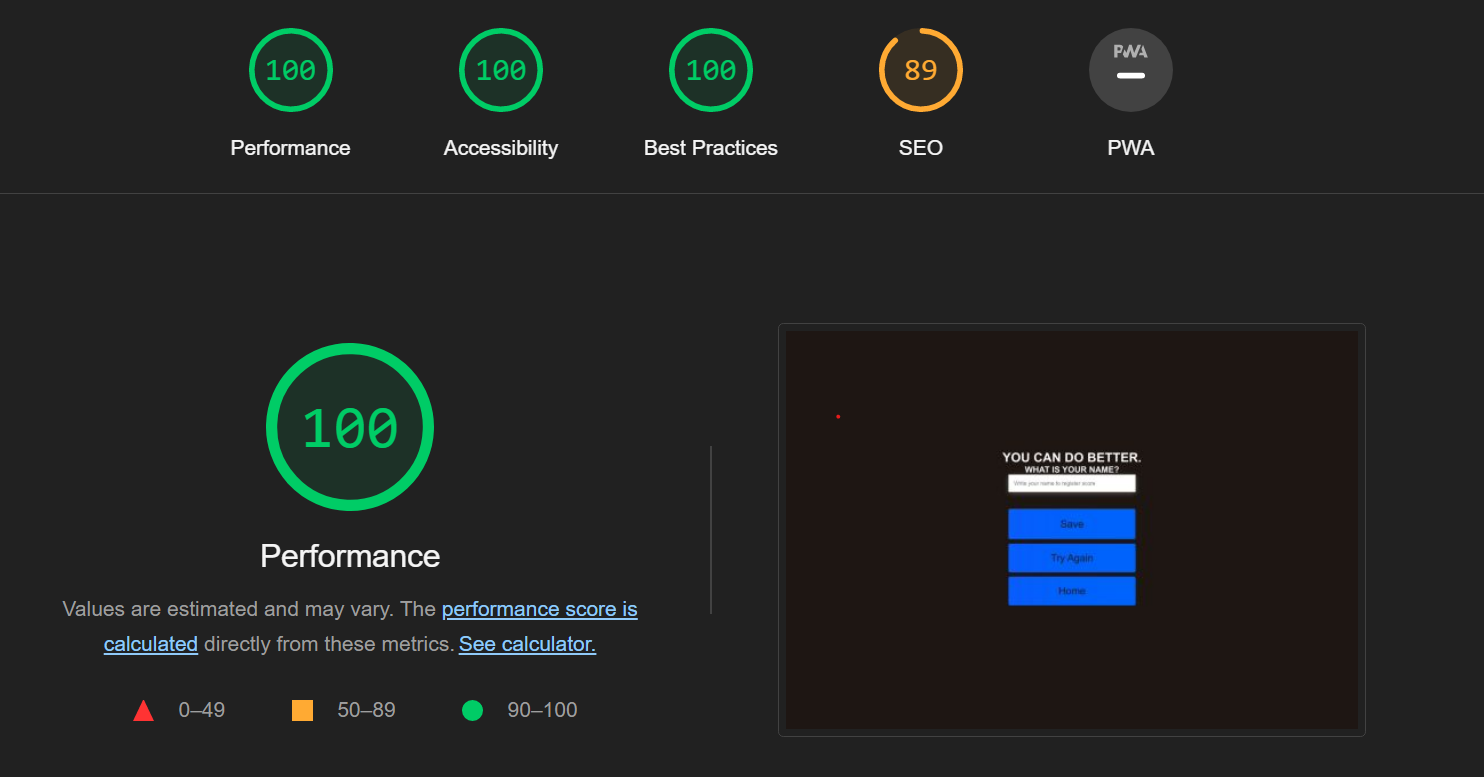 100
100
100
89
PWA
Performance
Accessibility
Best Practices
SEO
PWA
100
Performance
Values are estimated and may vary. The performance score is
calculated directly from these metrics. See calculator.
0–49
50–89
90–100
YOU CAN DO BETTER.
WHAT IS YOUR NAME?
Write your name to register score
Save
Try Again
Home